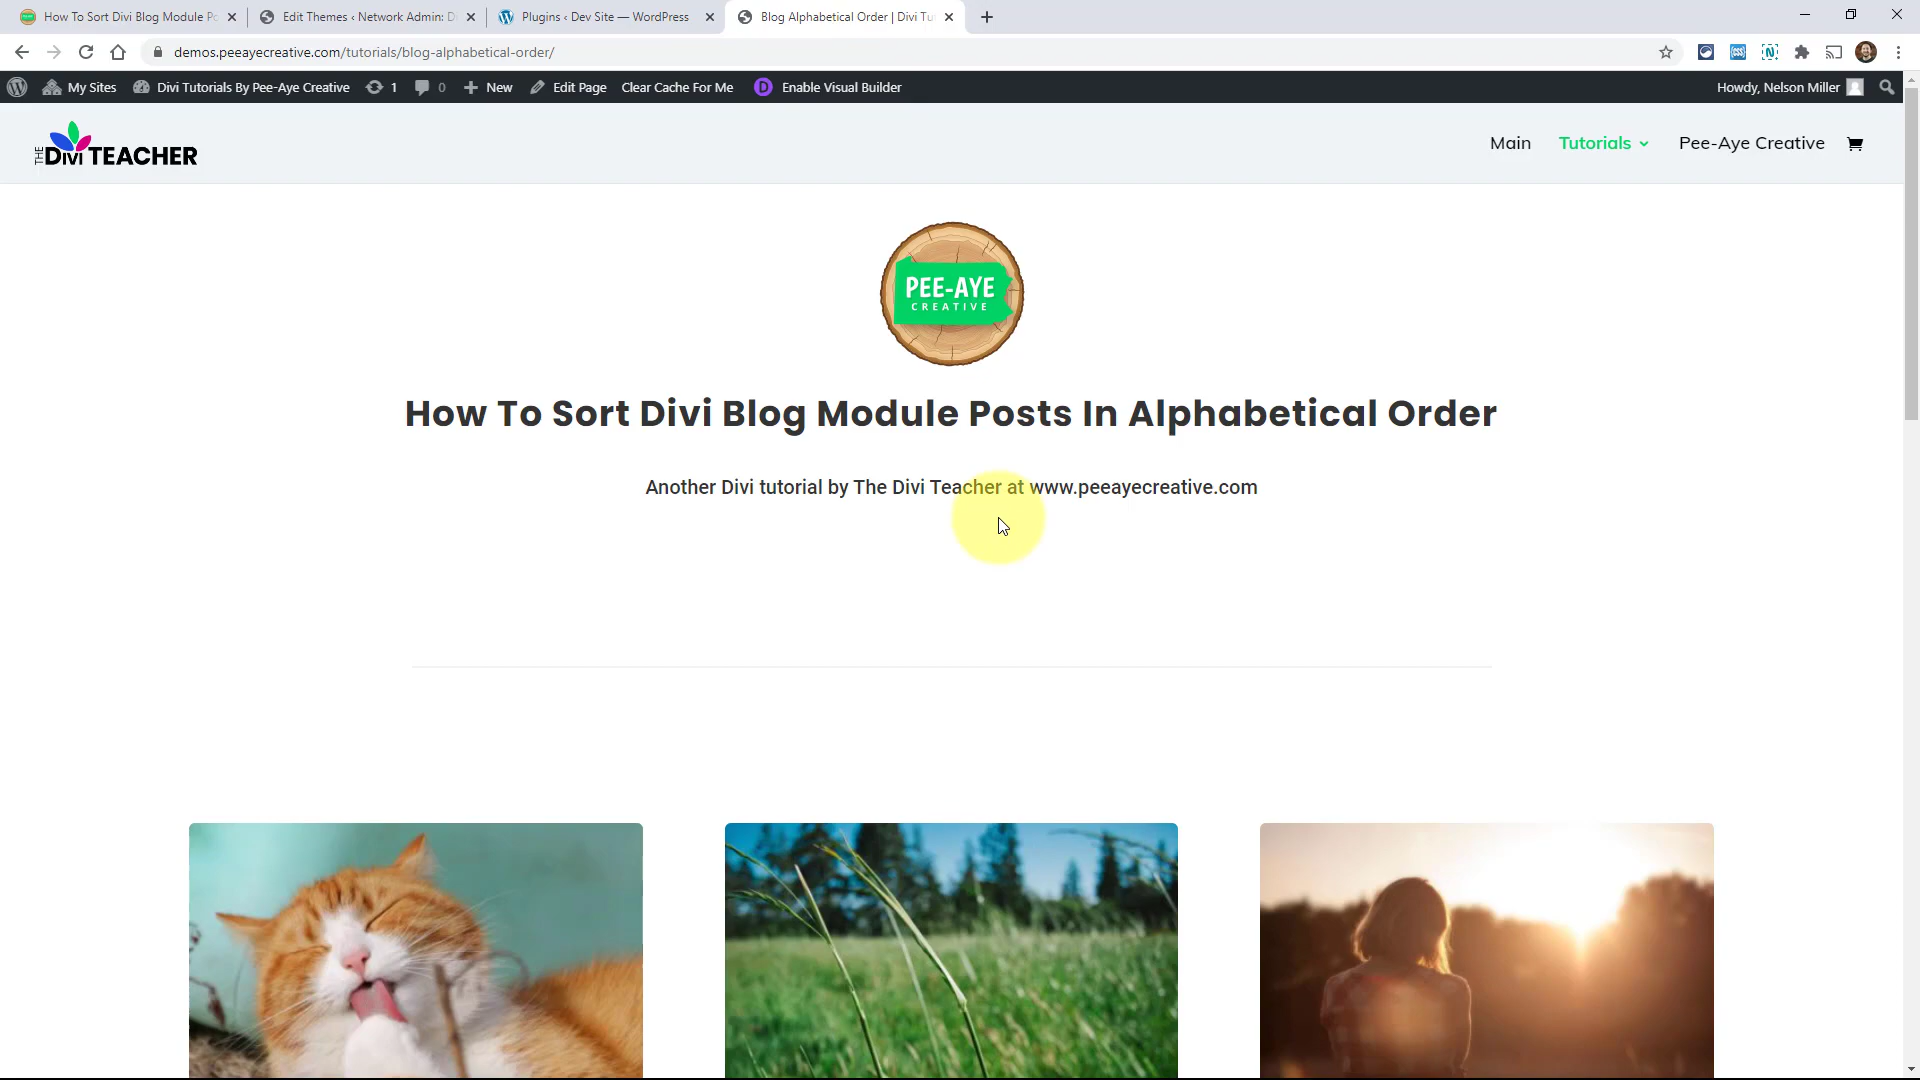 How To Sort Divi Blog Module Po
Edit Themes ‹ Network Admin: D
Plugins ‹ Dev Site — WordPress
Blog Alphabetical Order | Divi Tu
demos.peeayecreative.com/tutorials/blog-alphabetical-order/
My Sites
Divi Tutorials By Pee-Aye Creative
1
0
New
Edit Page
Clear Cache For Me
D
Enable Visual Builder
Howdy, Nelson Miller
THE Divi TEACHER
Main
Tutorials
Pee-Aye Creative
PEE-AYE
CREATIVE
How To Sort Divi Blog Module Posts In Alphabetical Order
Another Divi tutorial by The Divi Teacher at www.peeayecreative.com